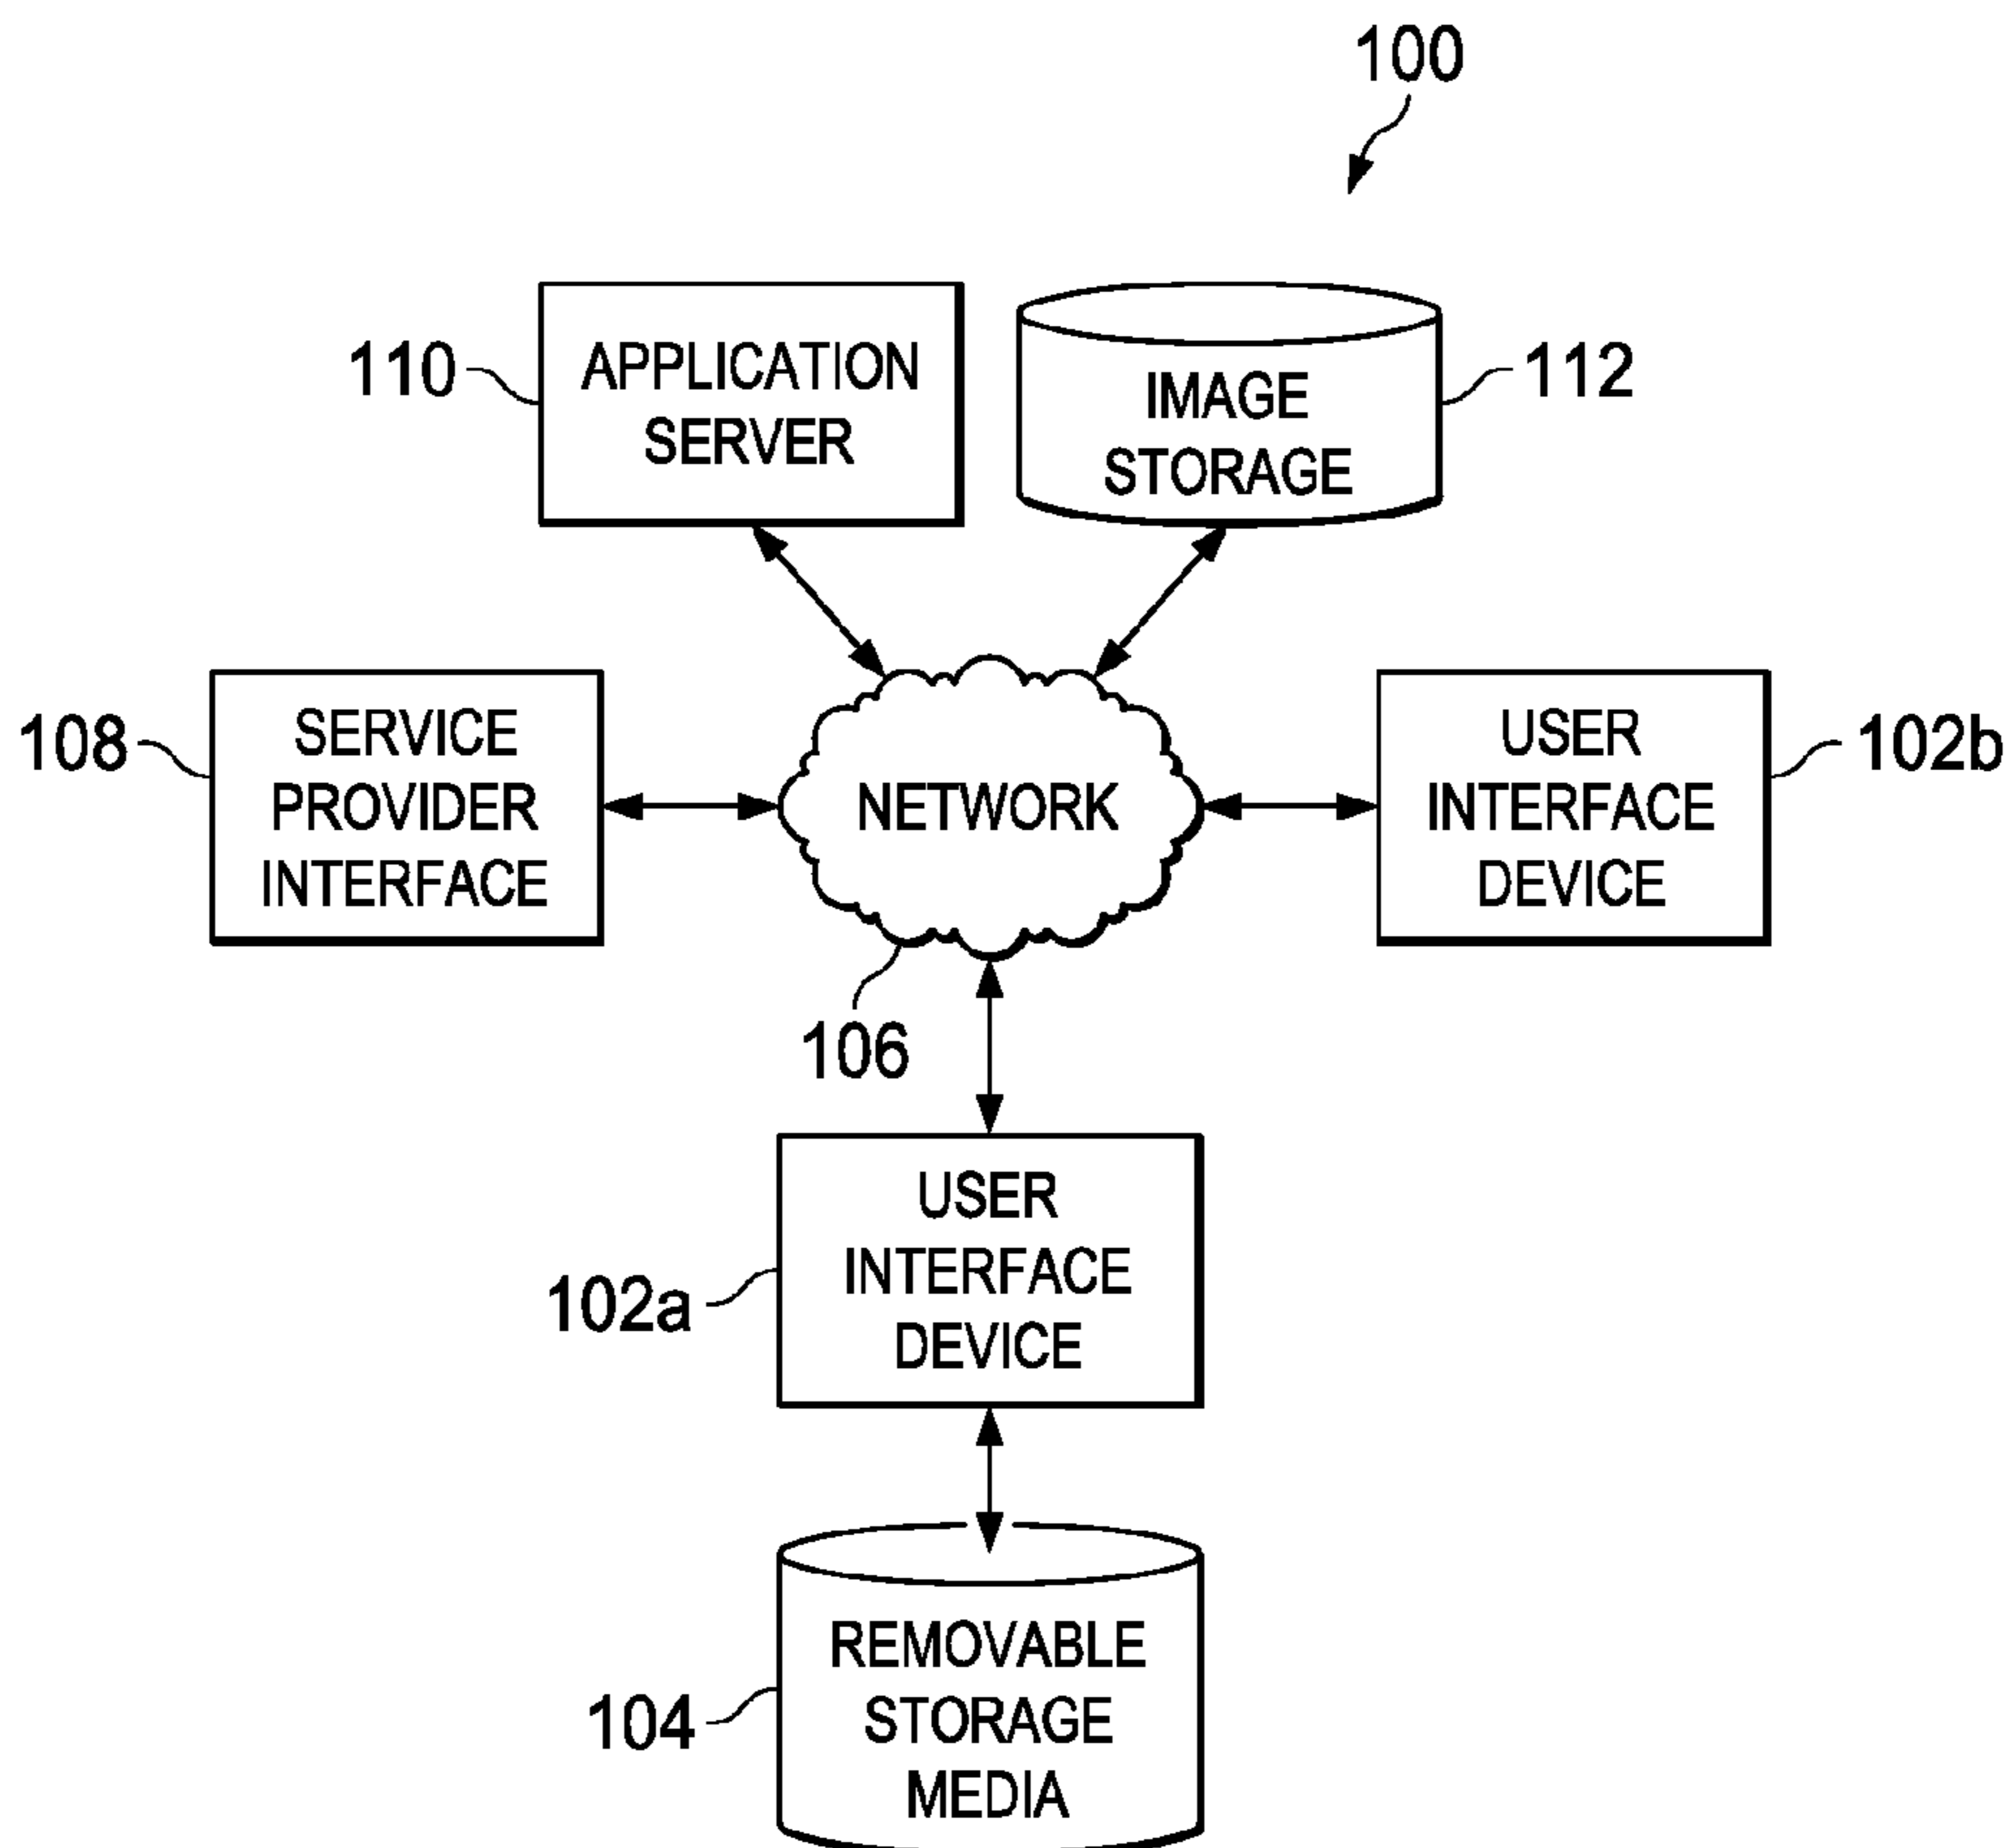 100
110
APPLICATION
SERVER
IMAGE
STORAGE
112
108
SERVICE
PROVIDER
INTERFACE
NETWORK
USER
INTERFACE
DEVICE
102b
106
102a
USER
INTERFACE
DEVICE
104
REMOVABLE
STORAGE
MEDIA